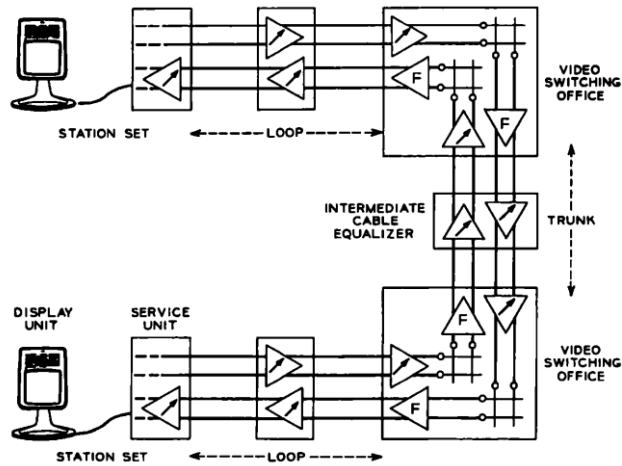 F
VIDEO
SWITCHING
OFFICE
STATION SET
LOOP
F
INTERMEDIATE
CABLE
EQUALIZER
TRUNK
DISPLAY
UNIT
SERVICE
UNIT
F
VIDEO
SWITCHING
OFFICE
F
STATION SET
LOOP